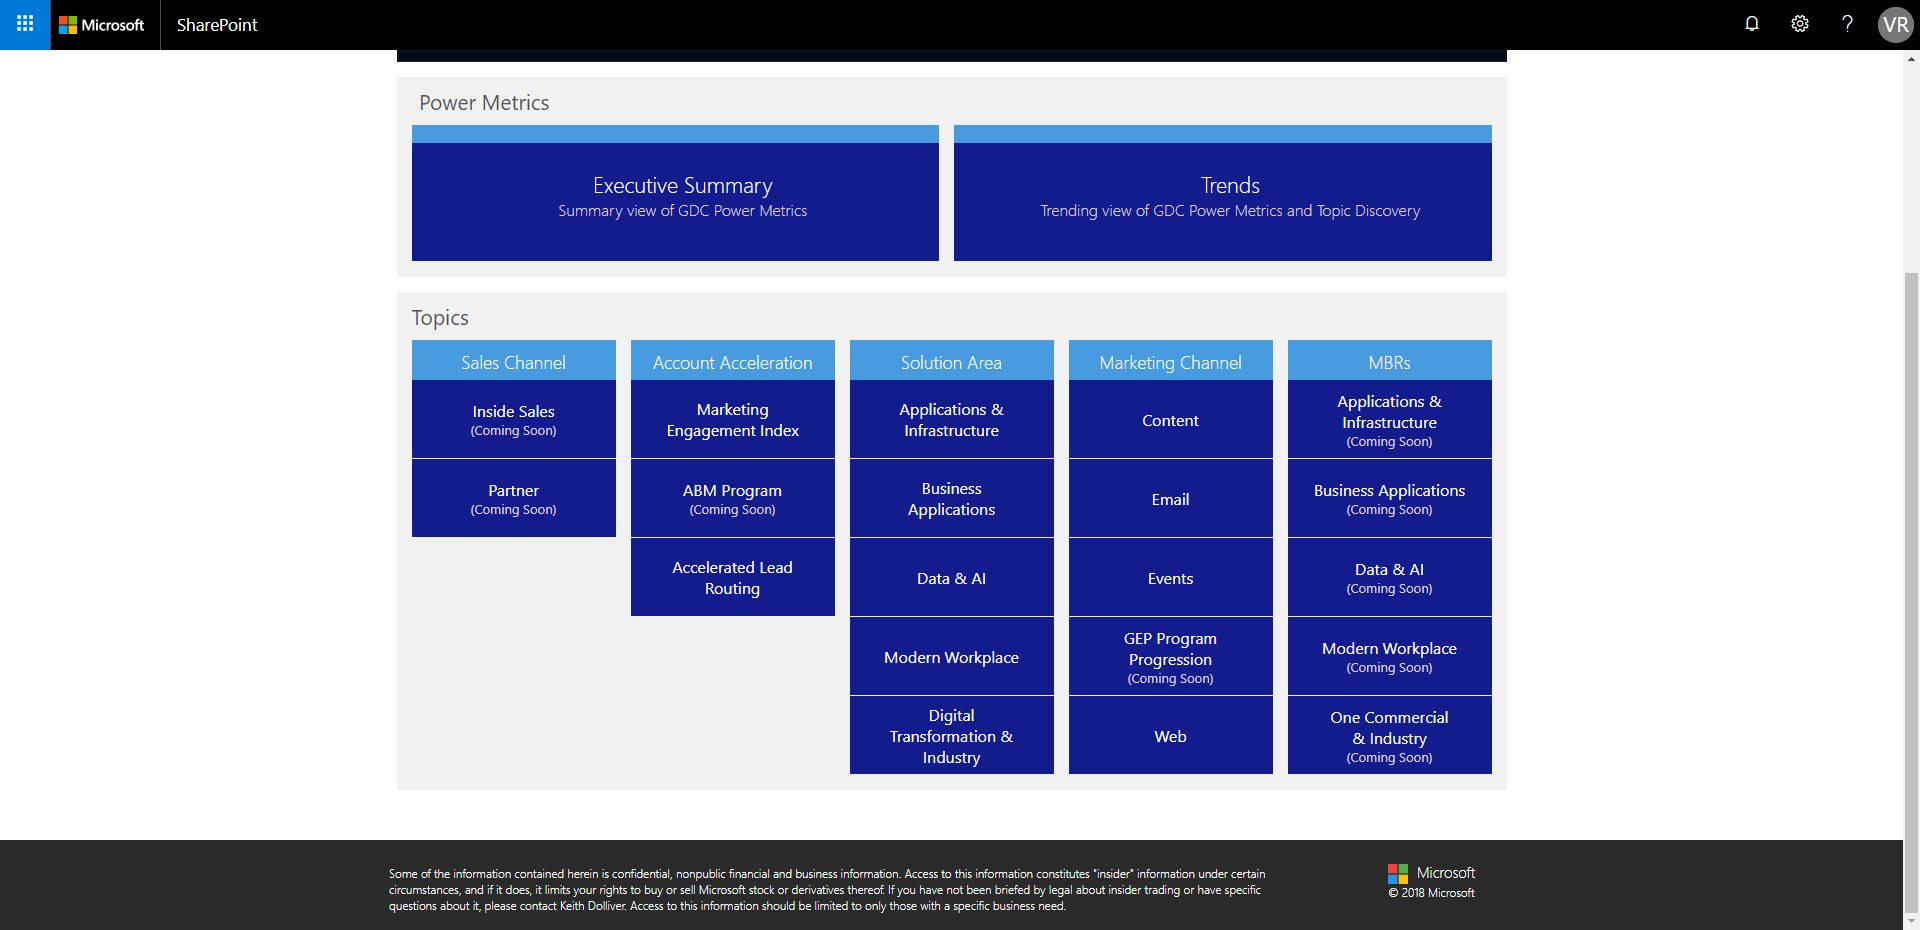 Microsoft
SharePoint
?
VR
Power Metrics
Executive Summary
Summary view of GDC Power Metrics
Trends
Trending view of GDC Power Metrics and Topic Discovery
Topics
Sales Channel
Inside Sales
(Coming Soon)
Partner
(Coming Soon)
Account Acceleration
Marketing
Engagement Index
ABM Program
(Coming Soon)
Accelerated Lead
Routing
Solution Area
Applications &
Infrastructure
Business
Applications
Data & AI
Modern Workplace
Digital
Transformation &
Industry
Marketing Channel
Content
Email
Events
GEP Program
Progression
(Coming Soon)
Web
MBRs
Applications &
Infrastructure
(Coming Soon)
Business Applications
(Coming Soon)
Data & AI
(Coming Soon)
Modern Workplace
(Coming Soon)
One Commercial
& Industry
(Coming Soon)
Some of the information contained herein is confidential, nonpublic financial and business information. Access to this information constitutes "insider" information under certain
circumstances, and if it does, it limits your rights to buy or sell Microsoft stock or derivatives thereof. If you have not been briefed by legal about insider trading or have specific
questions about it, please contact Keith Dolliver. Access to this information should be limited to only those with a specific business need.
Microsoft
© 2018 Microsoft